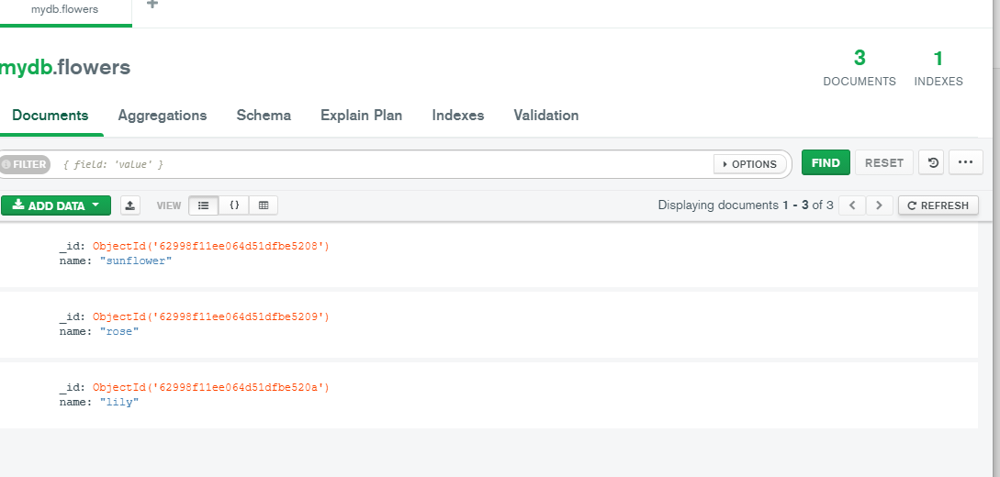 mydb.flowers
+
mydb.flowers
3 DOCUMENTS
1 INDEXES
Documents Aggregations Schema Explain Plan Indexes Validation
FILTER { field: 'value' } OPTIONS FIND RESET ...
ADD DATA VIEW {} Displaying documents 1 - 3 of 3 < > REFRESH
_id: ObjectId('62998f11ee064d51dfbe5208')
name: "sunflower"
_id: ObjectId('62998f11ee064d51dfbe5209')
name: "rose"
_id: ObjectId('62998f11ee064d51dfbe520a')
name: "lily"